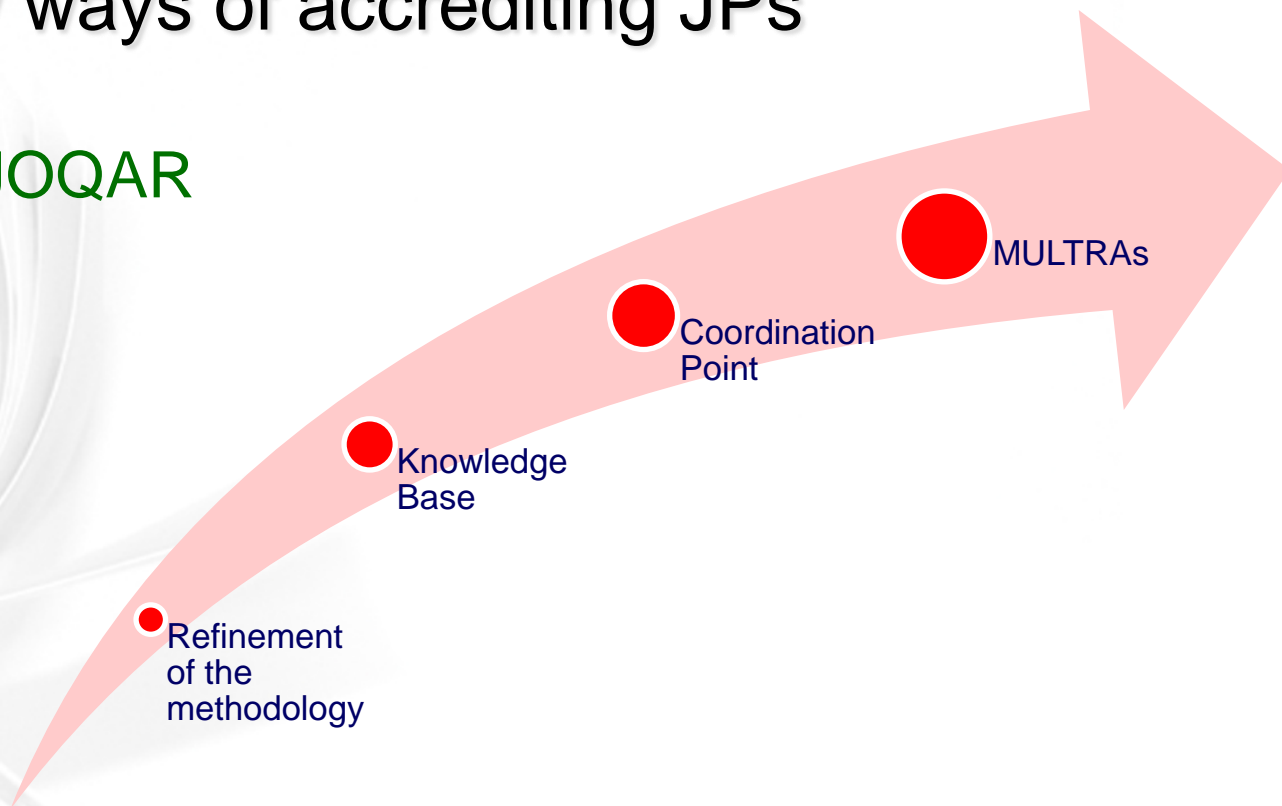 ways of accrediting JPs
JOQAR
MULTRAs
Coordination
Point
Knowledge
Base
Refinement
of the
methodology